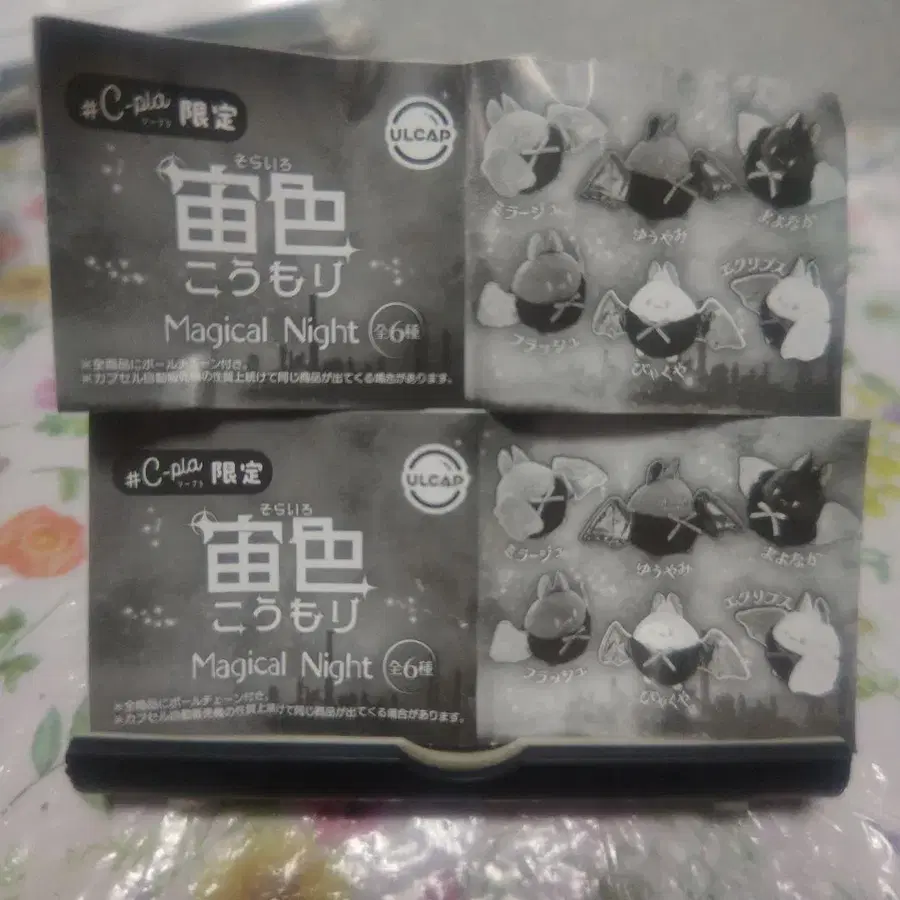 #C-pla 限定
シープラ
ULCAP
そらいろ
宙色
こうもり
Magical Night 全6種
※全商品にボールチェーン付き。
※カプセル自動販売機の性質上続けて同じ商品が出てくる場合があります。
ミラージュ
ゆうやみ
まよなか
フラッシュ
びゃくや
エクリプス
#C-pla 限定
シープラ
ULCAP
そらいろ
宙色
こうもり
Magical Night 全6種
※全商品にボールチェーン付き。
※カプセル自動販売機の性質上続けて同じ商品が出てくる場合があります。
ミラージュ
ゆうやみ
まよなか
フラッシュ
びゃくや
エクリプス